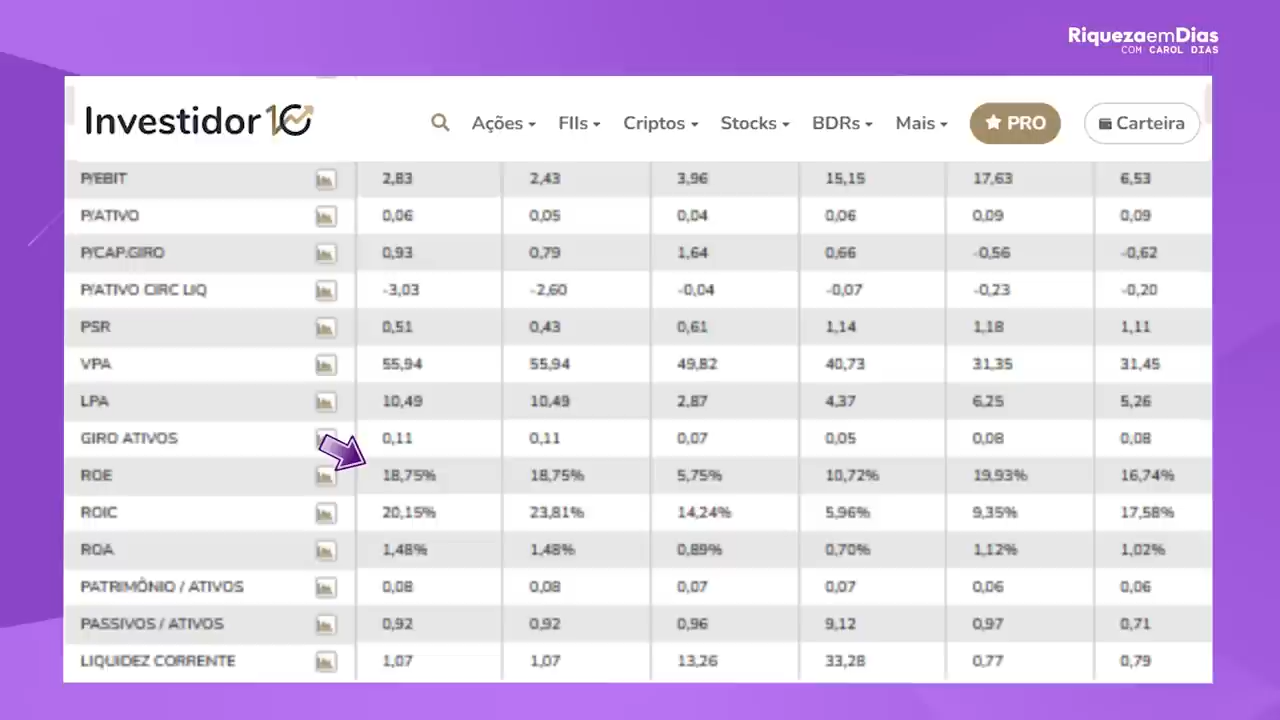 RiquezaemDias
COM CAROL DIAS
Investidor10 Ações FIIs Criptos Stocks BDRs Mais PRO Carteira
P/EBIT 2,83 2,43 3,96 15,15 17,63 6,53
P/ATIVO 0,06 0,05 0,04 0,06 0,09 0,09
P/CAP.GIRO 0,93 0,79 1,64 0,66 -0,56 -0,62
P/ATIVO CIRC LIQ -3,03 -2,60 -0,04 -0,07 -0,23 -0,20
PSR 0,51 0,43 0,61 1,14 1,18 1,11
VPA 55,94 55,94 49,82 40,73 31,35 31,45
LPA 10,49 10,49 2,87 4,37 6,25 5,26
GIRO ATIVOS 0,11 0,11 0,07 0,05 0,08 0,08
ROE 18,75% 18,75% 5,75% 10,72% 19,93% 16,74%
ROIC 20,15% 23,81% 14,24% 5,96% 9,35% 17,58%
ROA 1,48% 1,48% 0,89% 0,70% 1,12% 1,02%
PATRIMÔNIO / ATIVOS 0,08 0,08 0,07 0,07 0,06 0,06
PASSIVOS / ATIVOS 0,92 0,92 0,96 9,12 0,97 0,71
LIQUIDEZ CORRENTE 1,07 1,07 13,26 33,28 0,77 0,79